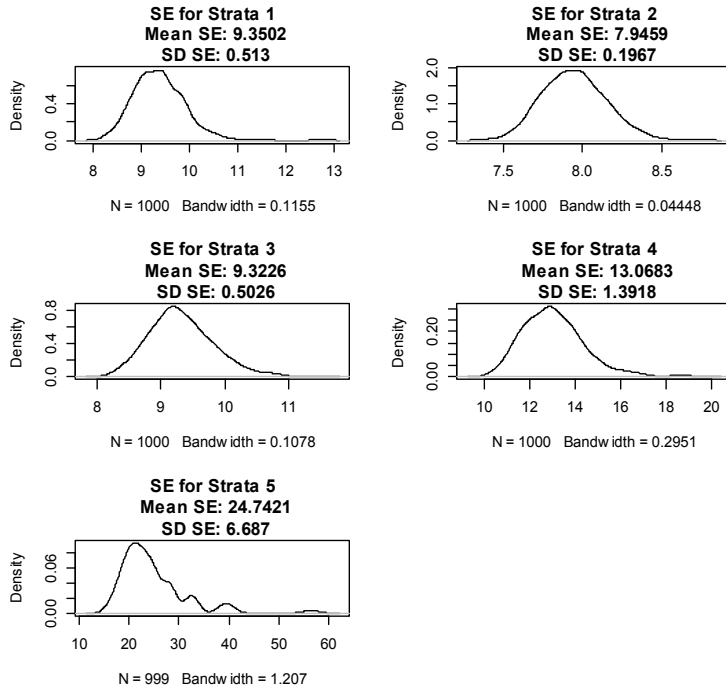 SE for Strata 1
Mean SE: 9.3502
SD SE: 0.513
Density
0.0 0.4
8 9 10 11 12 13
N = 1000 Bandwidth = 0.1155
SE for Strata 2
Mean SE: 7.9459
SD SE: 0.1967
Density
0.0 1.0 2.0
7.5 8.0 8.5
N = 1000 Bandwidth = 0.04448
SE for Strata 3
Mean SE: 9.3226
SD SE: 0.5026
Density
0.0 0.4 0.8
8 9 10 11
N = 1000 Bandwidth = 0.1078
SE for Strata 4
Mean SE: 13.0683
SD SE: 1.3918
Density
0.00 0.20
10 12 14 16 18 20
N = 1000 Bandwidth = 0.2951
SE for Strata 5
Mean SE: 24.7421
SD SE: 6.687
Density
0.00 0.06
10 20 30 40 50 60
N = 999 Bandwidth = 1.207